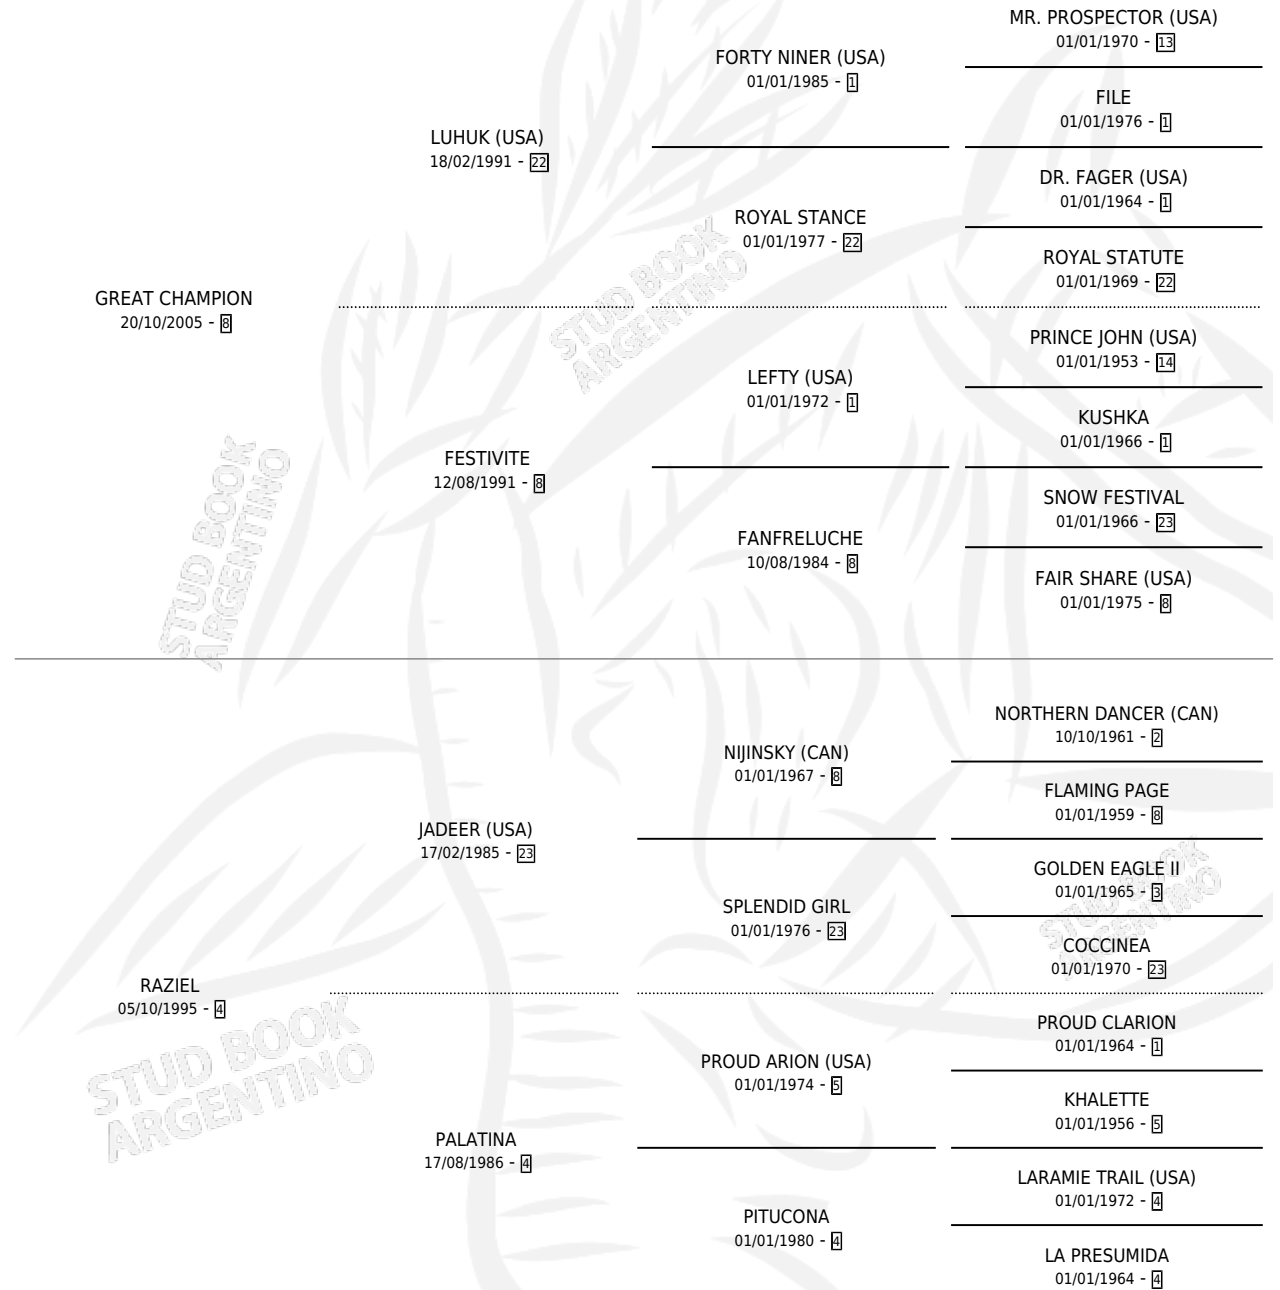 MR. PROSPECTOR (USA)
01/01/1970 - 13
FORTY NINER (USA)
01/01/1985 - 1
FILE
01/01/1976 - 1
LUHUK (USA)
18/02/1991 - 22
DR. FAGER (USA)
01/01/1964 - 1
ROYAL STANCE
01/01/1977 - 22
ROYAL STATUTE
01/01/1969 - 22
GREAT CHAMPION
20/10/2005 - 8
STUD BOOK
ARGENTINO
PRINCE JOHN (USA)
01/01/1953 - 14
LEFTY (USA)
01/01/1972 - 1
KUSHKA
01/01/1966 - 1
FESTIVITE
12/08/1991 - 8
SNOW FESTIVAL
01/01/1966 - 23
FANFRELUCHE
10/08/1984 - 8
FAIR SHARE (USA)
01/01/1975 - 8
STUD BOOK
ARGENTINO
NORTHERN DANCER (CAN)
10/10/1961 - 2
NIJINSKY (CAN)
01/01/1967 - 8
FLAMING PAGE
01/01/1959 - 8
JADEER (USA)
17/02/1985 - 23
GOLDEN EAGLE II
01/01/1965 - 3
SPLENDID GIRL
01/01/1976 - 23
STUD BOOK
ARGENTINO
COCCINEA
01/01/1970 - 23
RAZIEL
05/10/1995 - 4
STUD BOOK
ARGENTINO
PROUD CLARION
01/01/1964 - 1
PROUD ARION (USA)
01/01/1974 - 5
KHALETTE
01/01/1956 - 5
PALATINA
17/08/1986 - 4
LARAMIE TRAIL (USA)
01/01/1972 - 4
PITUCONA
01/01/1980 - 4
LA PRESUMIDA
01/01/1964 - 4